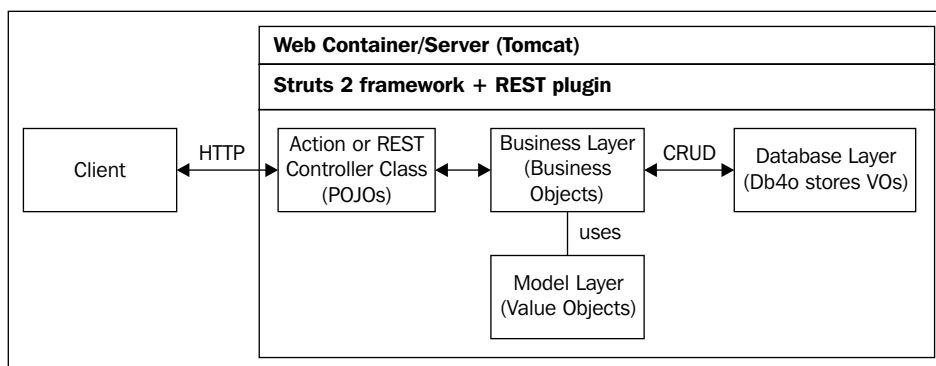 Web Container/Server (Tomcat)
Struts 2 framework + REST plugin
Client
HTTP
Action or REST
Controller Class
(POJOs)
Business Layer
(Business
Objects)
CRUD
Database Layer
(Db4o stores VOs)
uses
Model Layer
(Value Objects)